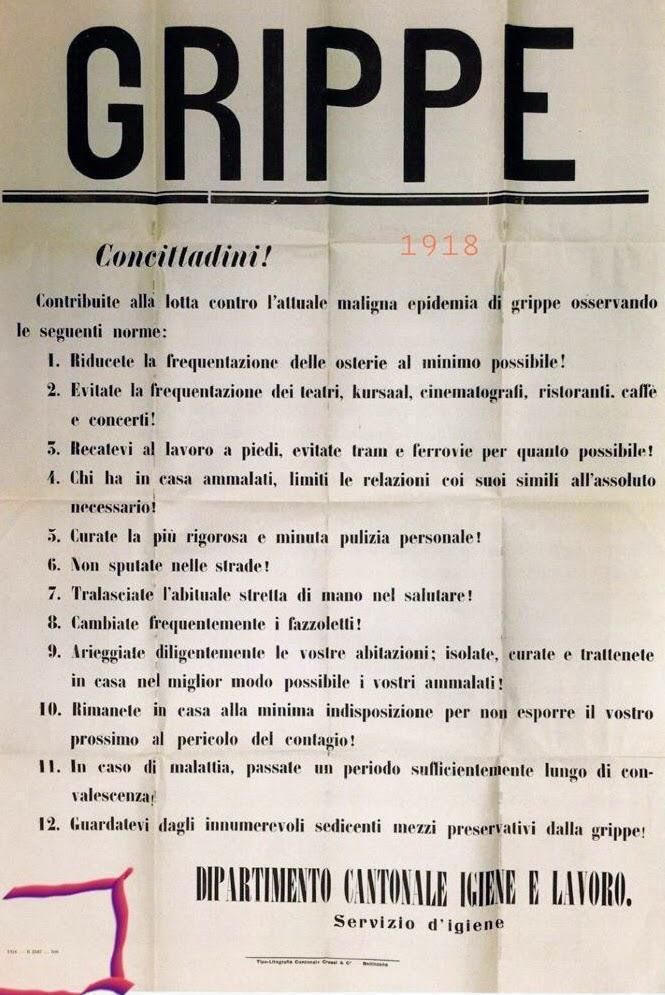 GRIPPE
Concittadini!
1918
Contribuite alla lotta contro l'attuale maligna epidemia di grippe osservando
le seguenti norme:
1. Riducete la frequentazione delle osterie al minimo possibile!
2. Evitate la frequentazione dei teatri, kursaal, cinematografi, ristoranti. caffè
e concerti!
3. Recatevi al lavoro a piedi, evitate tram e ferrovie per quanto possibile!
4. Chi ha in casa ammalati, limiti le relazioni coi suoi simili all'assoluto
necessario!
5. Curate la più rigorosa e minuta pulizia personale!
6. Non sputate nelle strade!
7. Tralasciate l'abituale stretta di mano nel salutare!
8. Cambiate frequentemente i fazzoletti!
9. Arieggiate diligentemente le vostre abitazioni; isolate, curate e trattenete
in casa nel miglior modo possibile i vostri ammalati!
10. Rimanete in casa alla minima indisposizione per non esporre il vostro
prossimo al pericolo del contagio!
11. In caso di malattia, passate un periodo sufficientemente lungo di con-
valescenza!
12. Guardatevi dagli innumerevoli sedicenti mezzi preservativi dalla grippe!
DIPARTIMENTO CANTONALE IGIENE E LAVORO.
Servizio d'igiene
Tipo-Litografia Cantonale Grassi & Cº Bellinzona